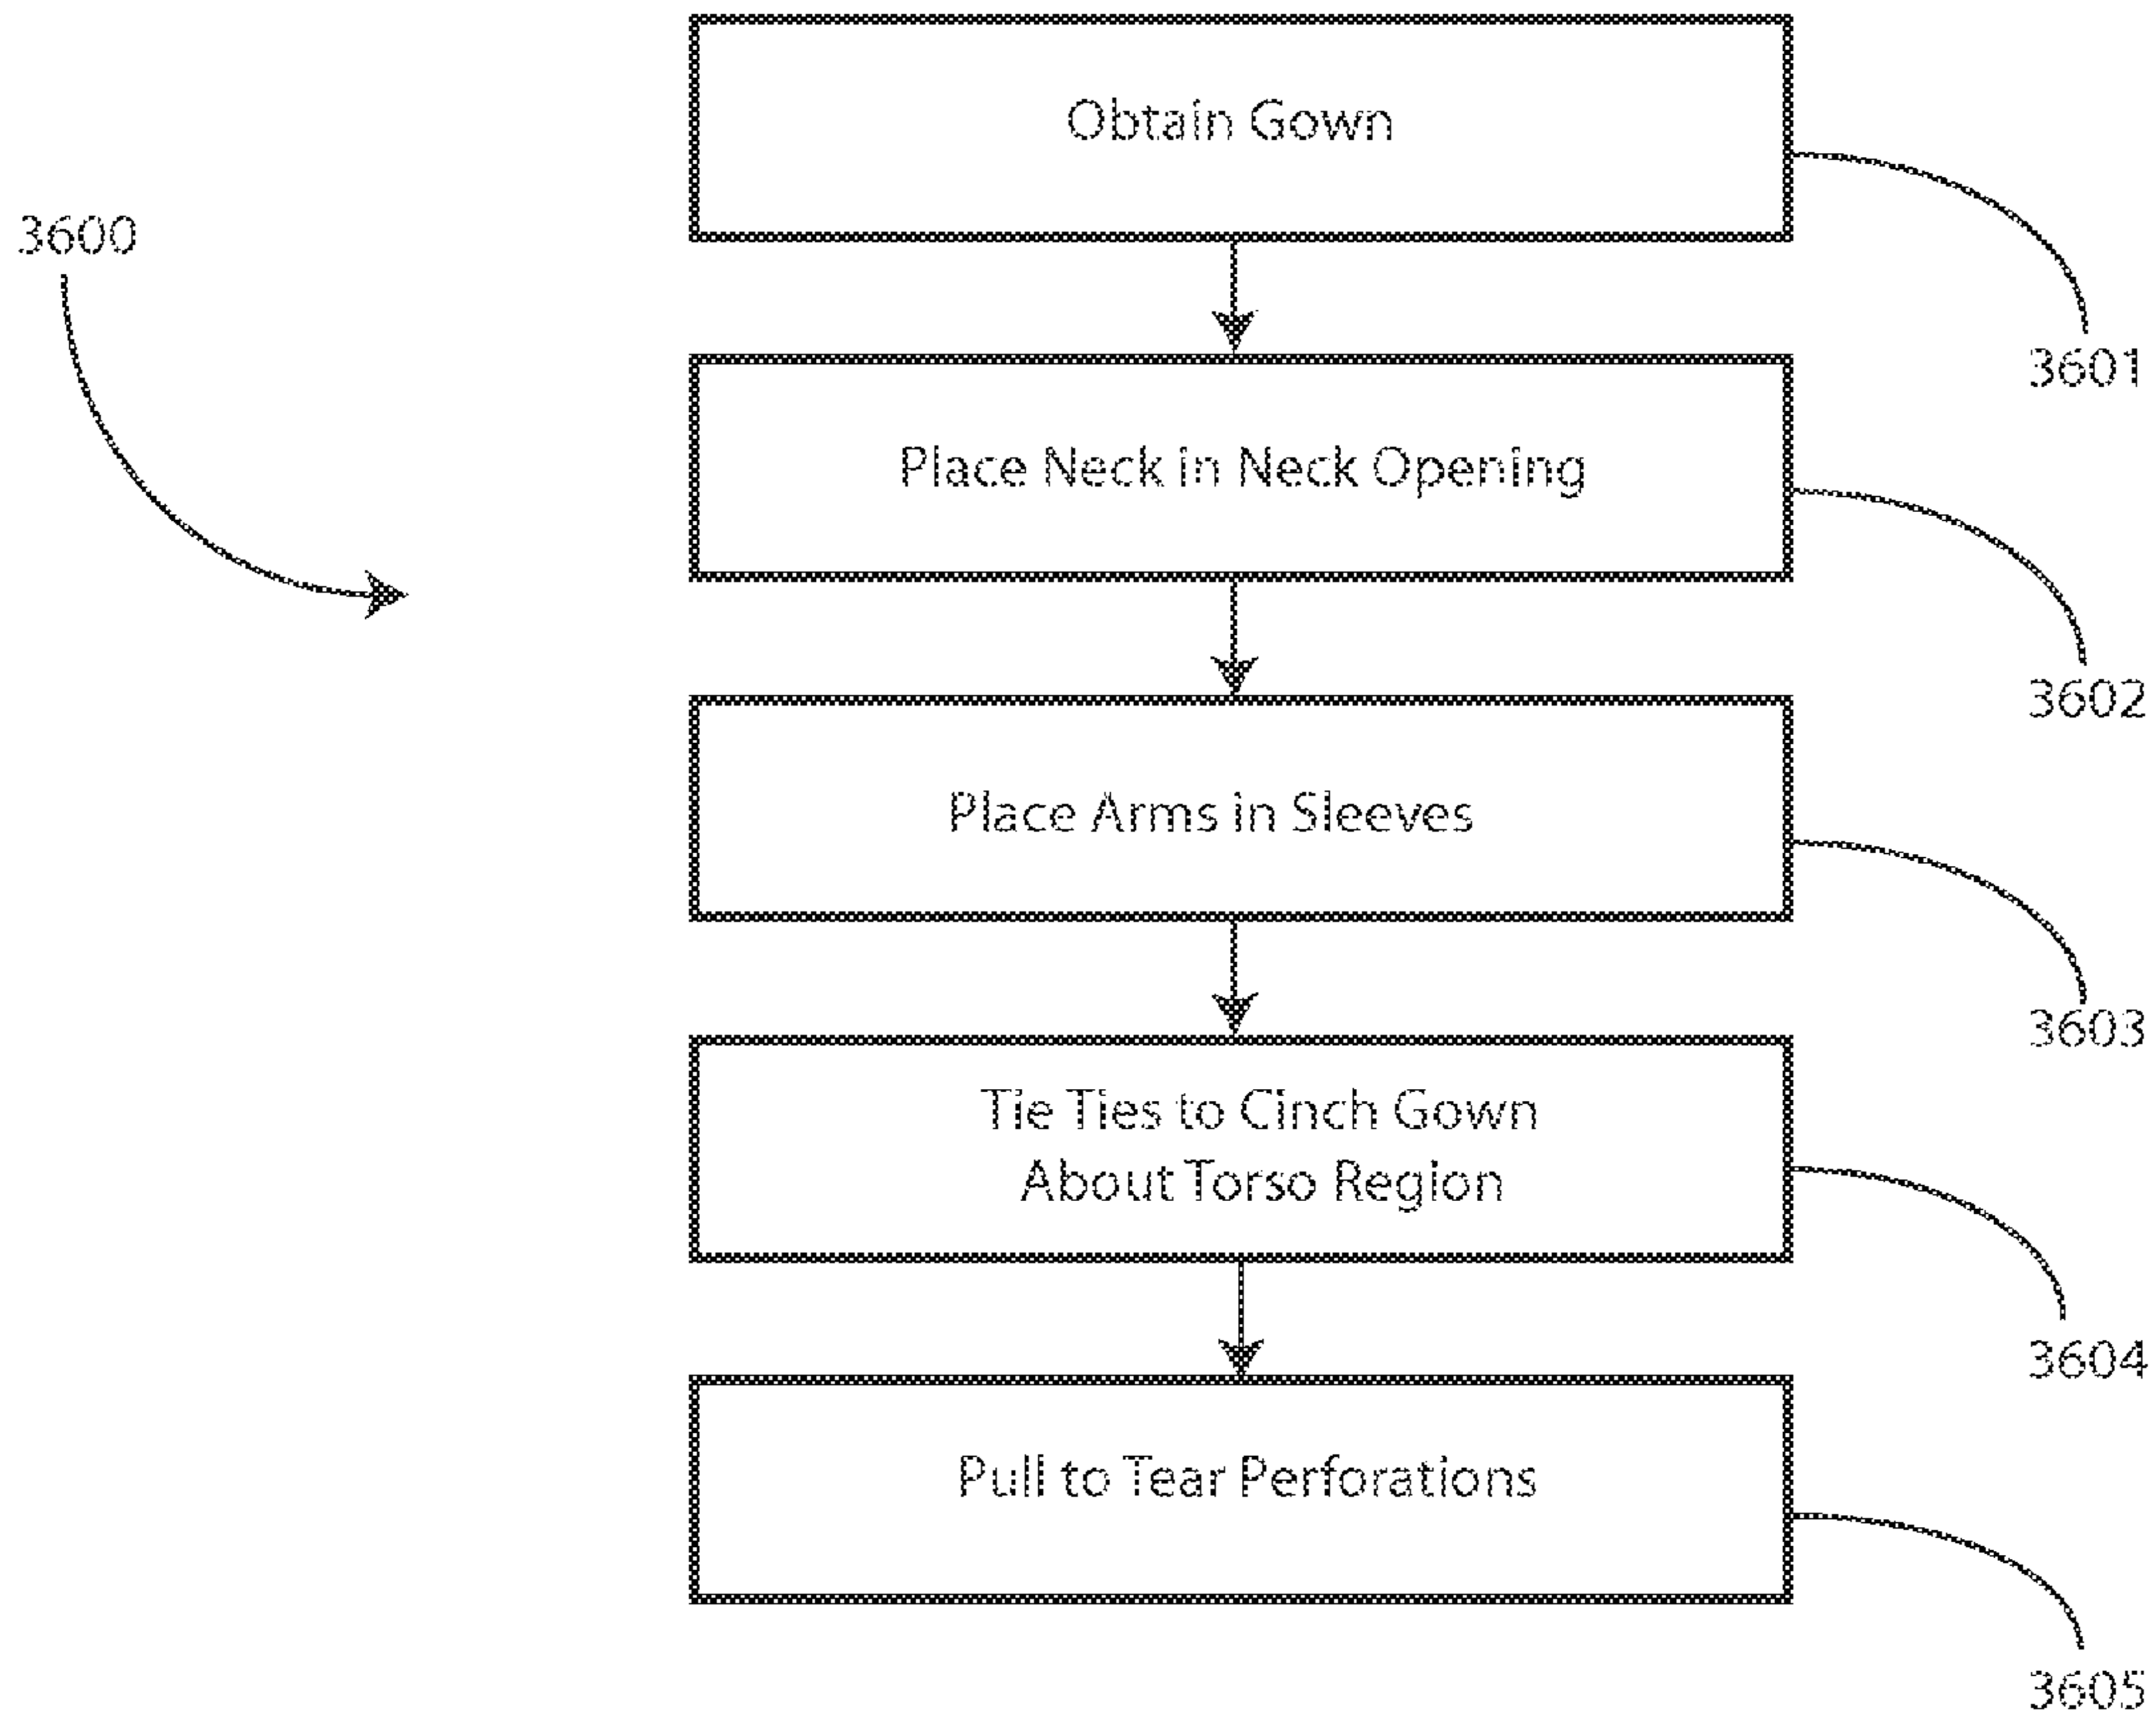 Obtain Gown
3600
3601
Place Neck in Neck Opening
3602
Place Arms in Sleeves
3603
Tie Ties to Cinch Gown
About Torso Region
3604
Pull to Tear Perforations
3605